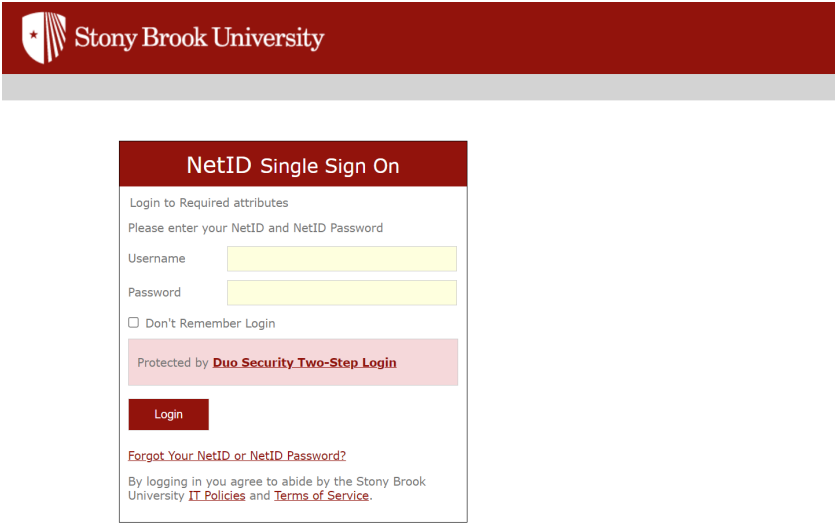 Stony Brook University
NetID Single Sign On
Login to Required attributes
Please enter your NetID and NetID Password
Username
Password
Don't Remember Login
Protected by Duo Security Two-Step Login
Login
Forgot Your NetID or NetID Password?
By logging in you agree to abide by the Stony Brook
University IT Policies and Terms of Service.